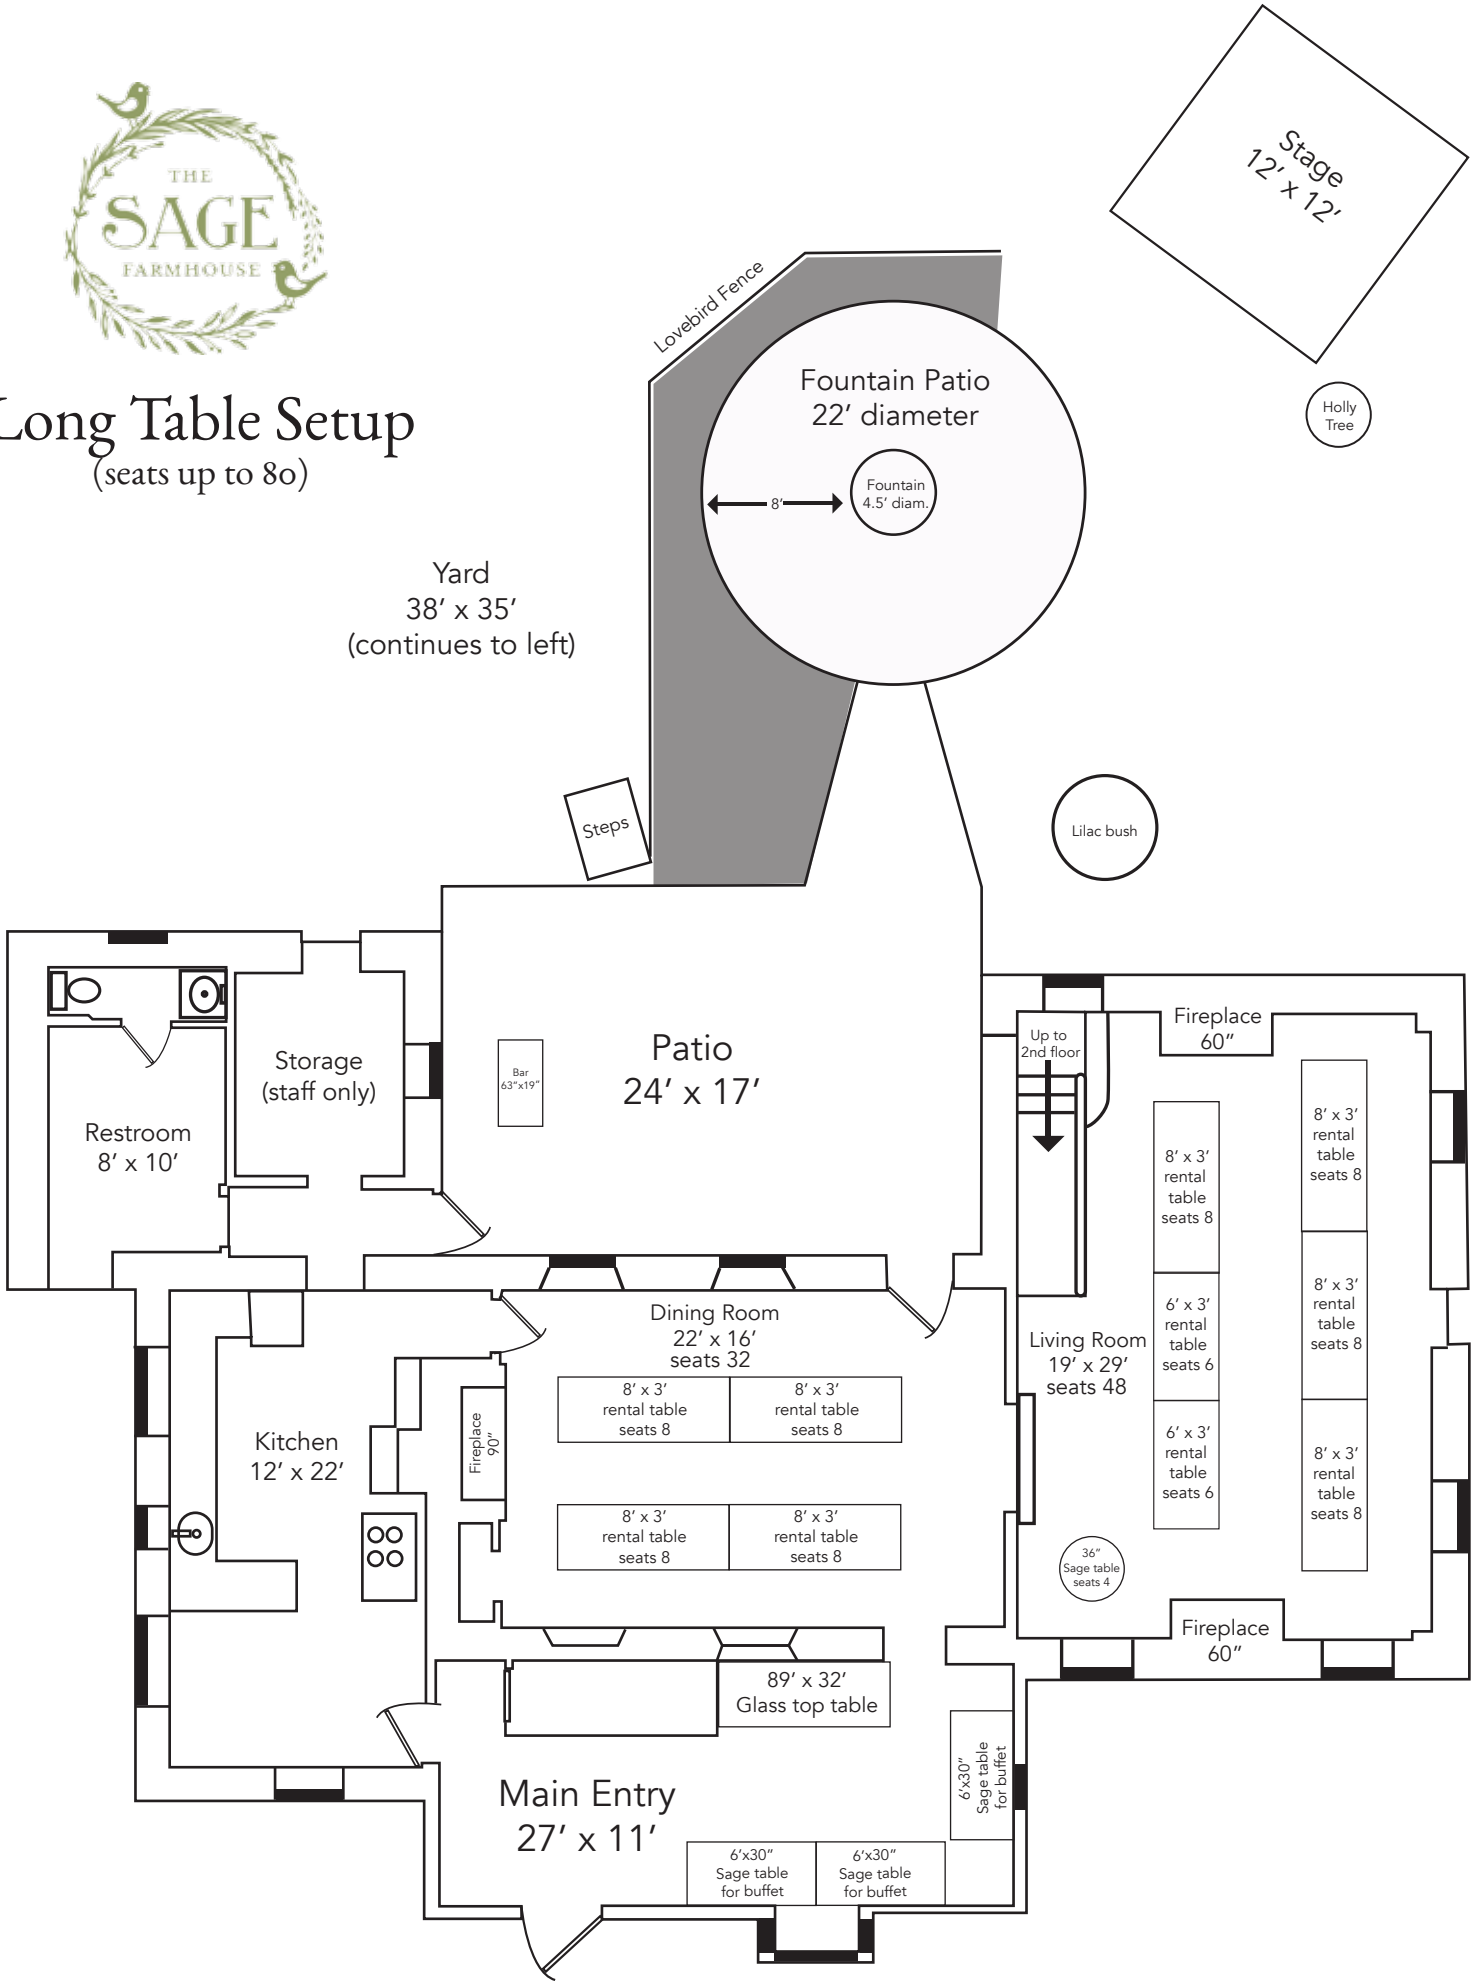 THE
SAGE
FARMHOUSE
Long Table Setup
(seats up to 80)
Stage
12’ x 12’
Holly
Tree
Lovebird Fence
Fountain Patio
22’ diameter
Fountain
4.5’ diam.
8’
Yard
38’ x 35’
(continues to left)
Steps
Lilac bush
Patio
24’ x 17’
Bar
63”x19”
Storage
(staff only)
Restroom
8’ x 10’
Up to
2nd floor
Fireplace
60”
8’ x 3’
rental
table
seats 8
8’ x 3’
rental
table
seats 8
6’ x 3’
rental
table
seats 6
8’ x 3’
rental
table
seats 8
Living Room
19’ x 29’
seats 48
6’ x 3’
rental
table
seats 6
8’ x 3’
rental
table
seats 8
36”
Sage table
seats 4
Fireplace
60”
Dining Room
22’ x 16’
seats 32
8’ x 3’
rental table
seats 8
8’ x 3’
rental table
seats 8
8’ x 3’
rental table
seats 8
8’ x 3’
rental table
seats 8
Fireplace
90”
Kitchen
12’ x 22’
89’ x 32’
Glass top table
Main Entry
27’ x 11’
6’x30”
Sage table
for buffet
6’x30”
Sage table
for buffet
6’x30”
Sage table
for buffet